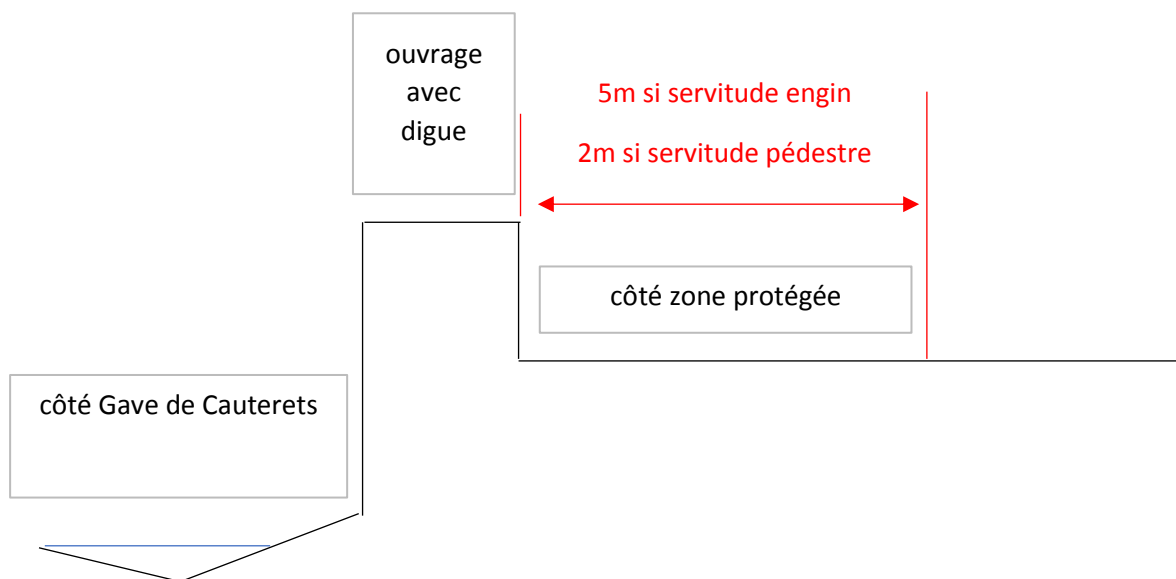 ouvrage
avec
digue
5m si servitude engin
2m si servitude pédestre
côté zone protégée
côté Gave de Cauterets